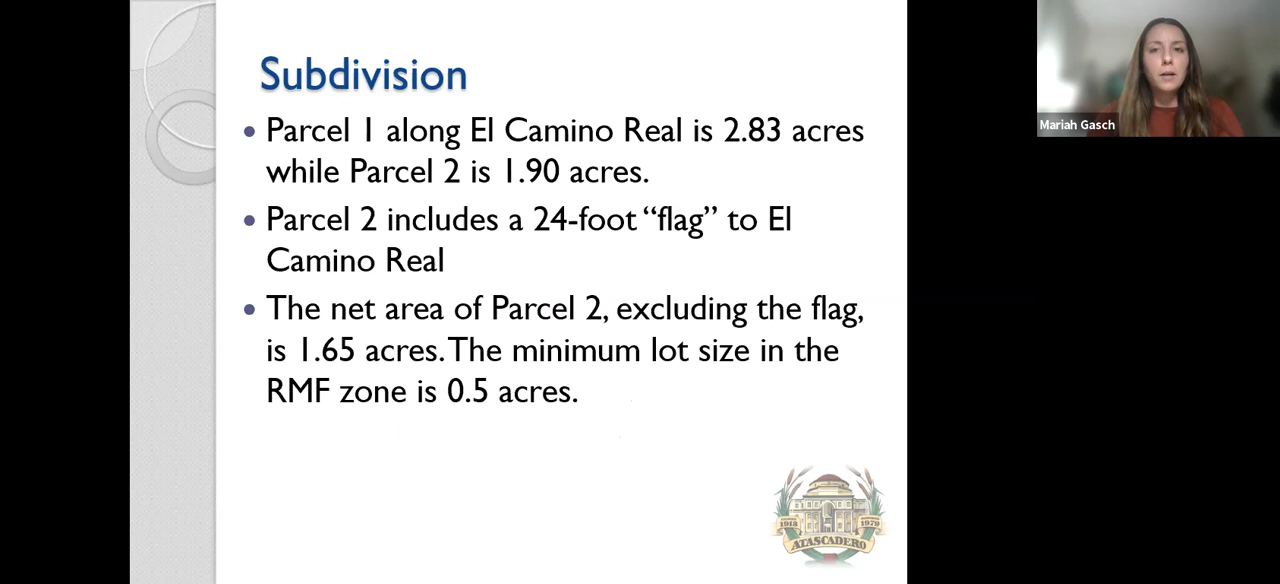 Subdivision
• Parcel 1 along El Camino Real is 2.83 acres
while Parcel 2 is 1.90 acres.
• Parcel 2 includes a 24-foot “flag” to El
Camino Real
• The net area of Parcel 2, excluding the flag,
is 1.65 acres. The minimum lot size in the
RMF zone is 0.5 acres.
Mariah Gasch
1913 1979
ATASCADERO